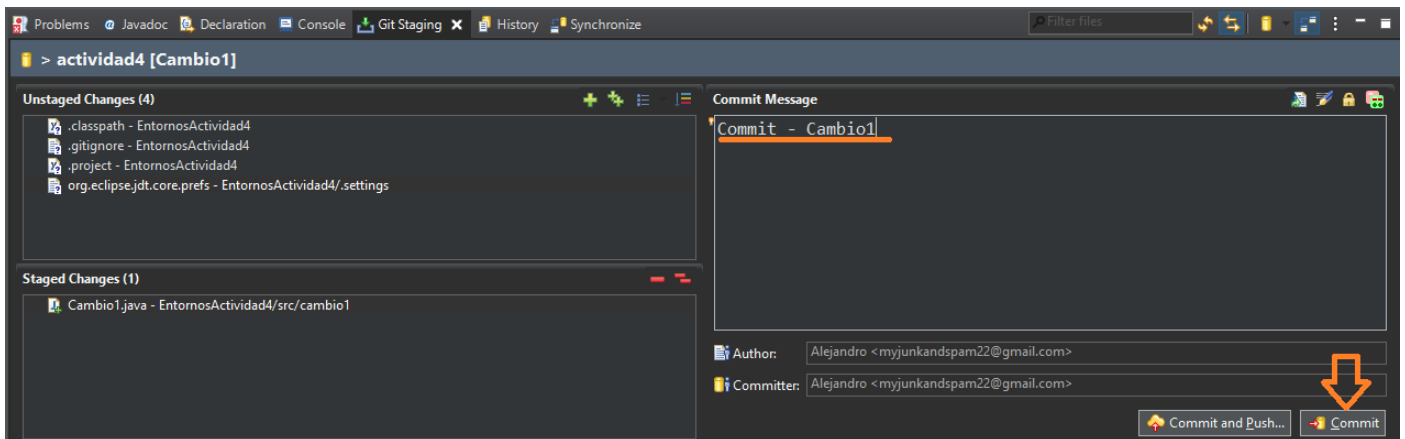 Problems @ Javadoc Declaration Console Git Staging History Synchronize Filter files
> actividad4 [Cambio1]
Unstaged Changes (4)
.classpath - EntornosActividad4
.gitignore - EntornosActividad4
.project - EntornosActividad4
org.eclipse.jdt.core.prefs - EntornosActividad4/.settings
Staged Changes (1)
Cambio1.java - EntornosActividad4/src/cambio1
Commit Message
Commit - Cambio1
Author: Alejandro <myjunkandspam22@gmail.com>
Committer: Alejandro <myjunkandspam22@gmail.com>
Commit and Push... Commit